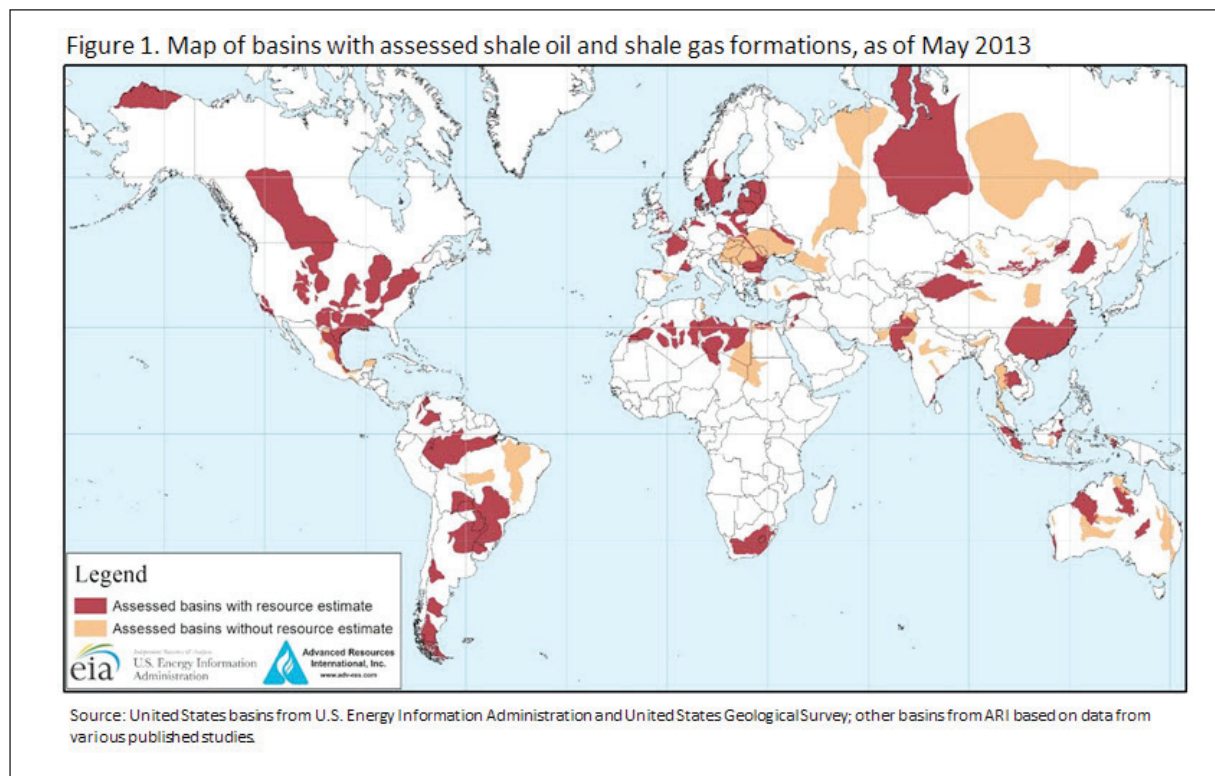 Figure 1. Map of basins with assessed shale oil and shale gas formations, as of May 2013
Legend
Assessed basins with resource estimate
Assessed basins without resource estimate
eia
Independent Statistics & Analysis
U.S. Energy Information
Administration
Advanced Resources
International, Inc.
www.adv-res.com
Source: United States basins from U.S. Energy Information Administration and United States Geological Survey; other basins from ARI based on data from
various published studies.